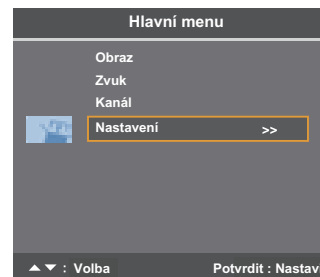 Hlavní menu
Obraz
Zvuk
Kanál
Nastavení >>
▲▼ : Volba Potvrdit : Nastav